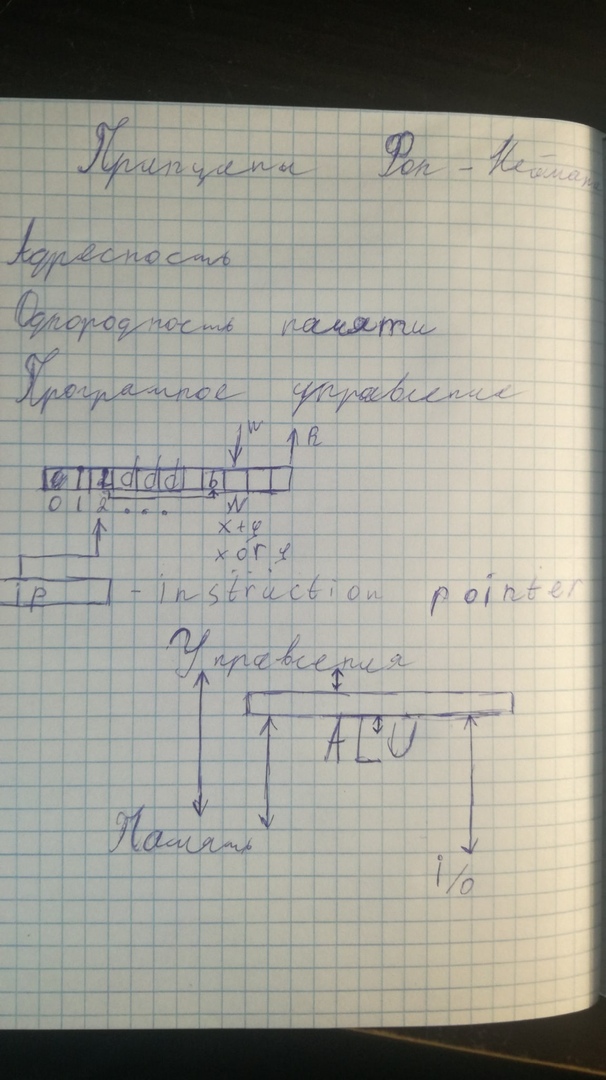 Принципы Фон-Неймана
Адресность
Однородность памяти
Програмное управление
W R
d d d b
0 1 2 ... N
x+y
x or y
ip - instruction pointer
Управления
ALU
Память
i/o